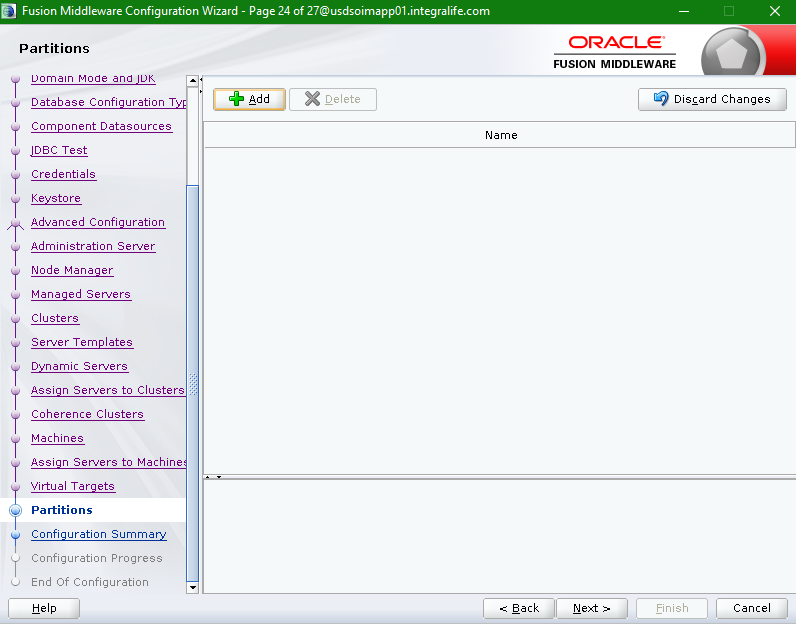 Fusion Middleware Configuration Wizard - Page 24 of 27@usdsoimapp01.integralife.com
Partitions
ORACLE
FUSION MIDDLEWARE
Domain Mode and JDK
Database Configuration Typ
Component Datasources
JDBC Test
Credentials
Keystore
Advanced Configuration
Administration Server
Node Manager
Managed Servers
Clusters
Server Templates
Dynamic Servers
Assign Servers to Clusters
Coherence Clusters
Machines
Assign Servers to Machines
Virtual Targets
Partitions
Configuration Summary
Configuration Progress
End Of Configuration
Add Delete Discard Changes
Name
Help < Back Next > Finish Cancel